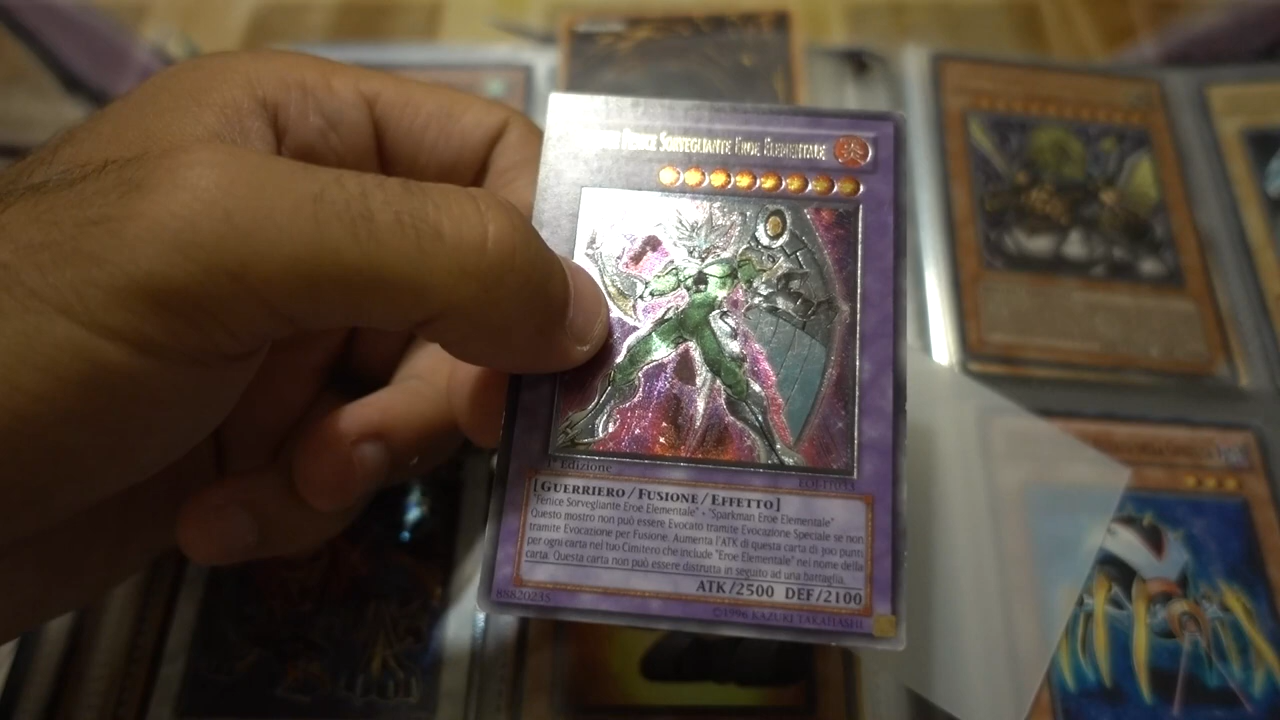 Fenice Sorvegliante Eroe Elementale
1ª Edizione
EOJ-IT033
[Guerriero/Fusione/Effetto]
"Fenice Sorvegliante Eroe Elementale" + "Sparkman Eroe Elementale"
Questo mostro non può essere Evocato tramite Evocazione Speciale se non
tramite Evocazione per Fusione. Aumenta l'ATK di questa carta di 300 punti
per ogni carta nel tuo Cimitero che include "Eroe Elementale" nel nome della
carta. Questa carta non può essere distrutta in seguito ad una battaglia.
ATK/2500 DEF/2100
88820235
©1996 KAZUKI TAKAHASHI